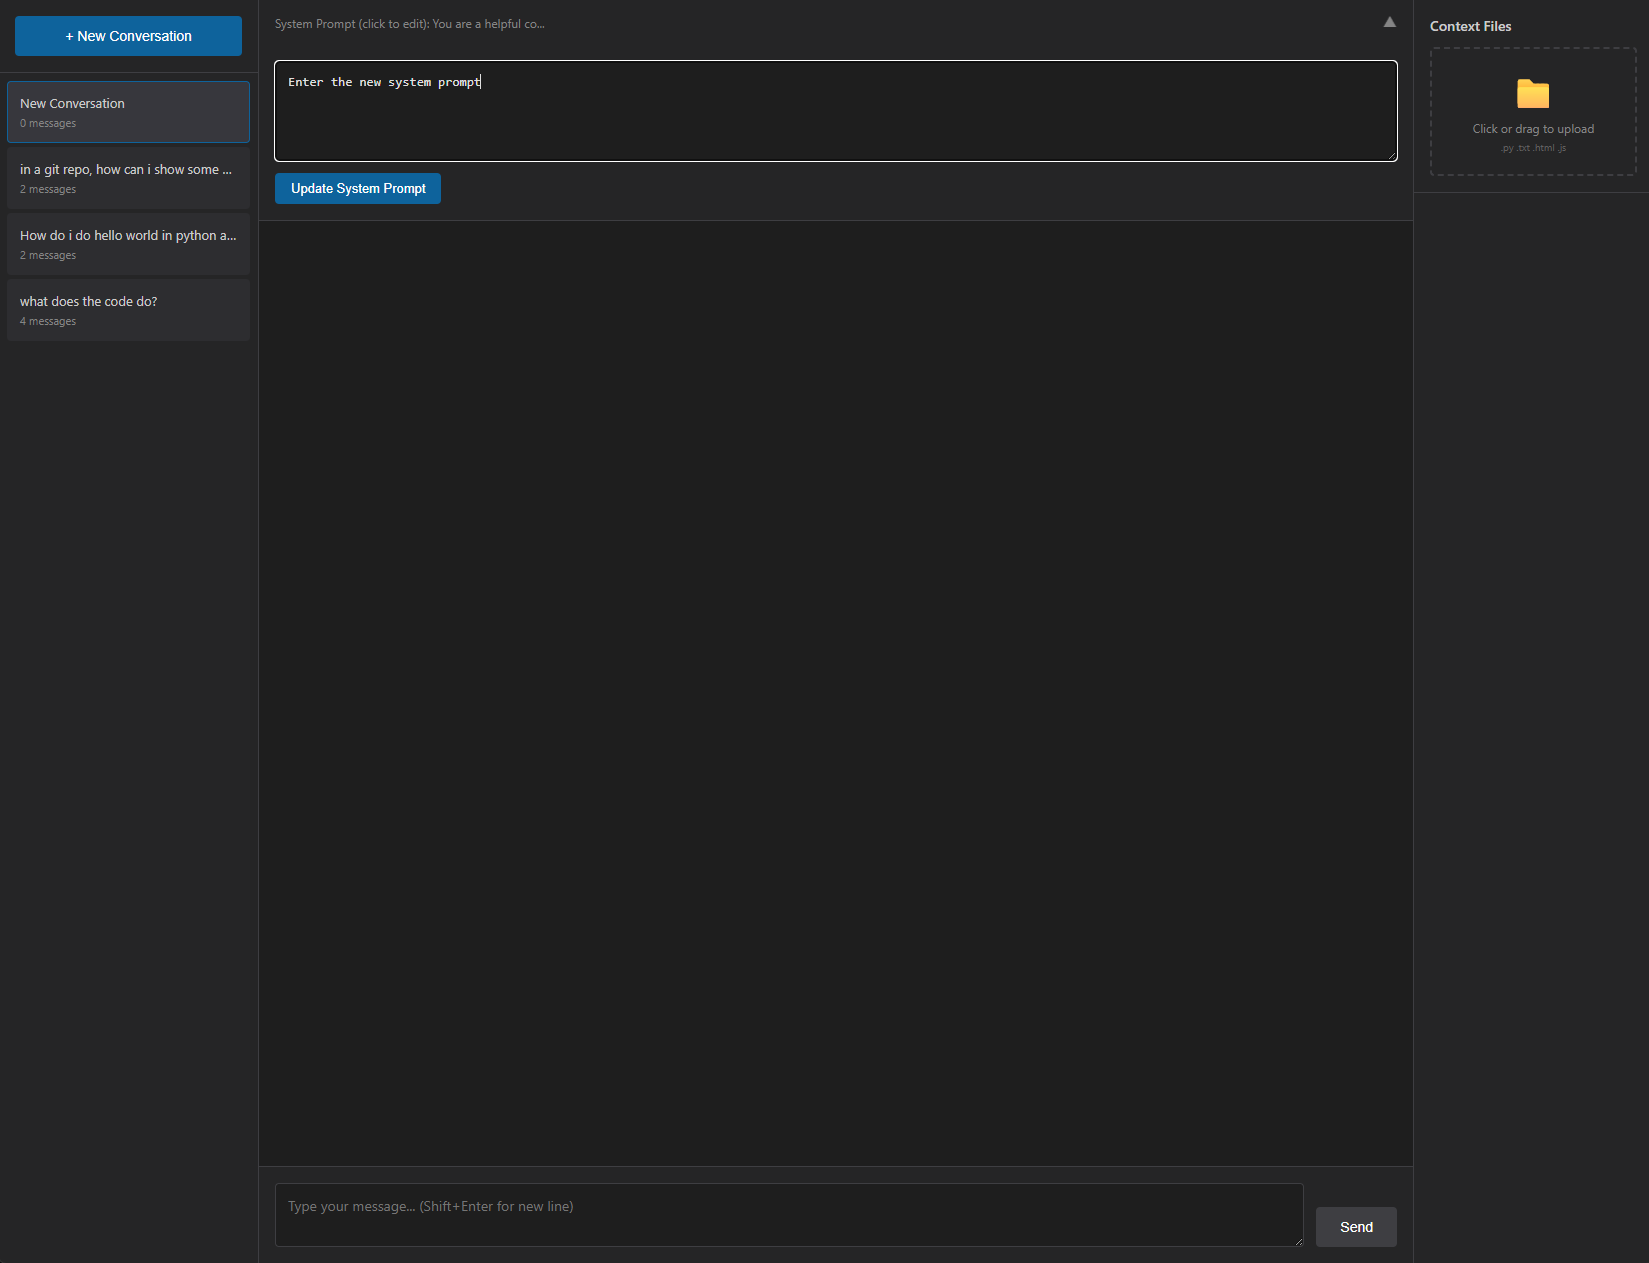 + New Conversation
New Conversation
0 messages
in a git repo, how can i show some ...
2 messages
How do i do hello world in python a...
2 messages
what does the code do?
4 messages
System Prompt (click to edit): You are a helpful co...
Enter the new system prompt
Update System Prompt
Type your message... (Shift+Enter for new line)
Send
Context Files
Click or drag to upload
.py .txt .html .js